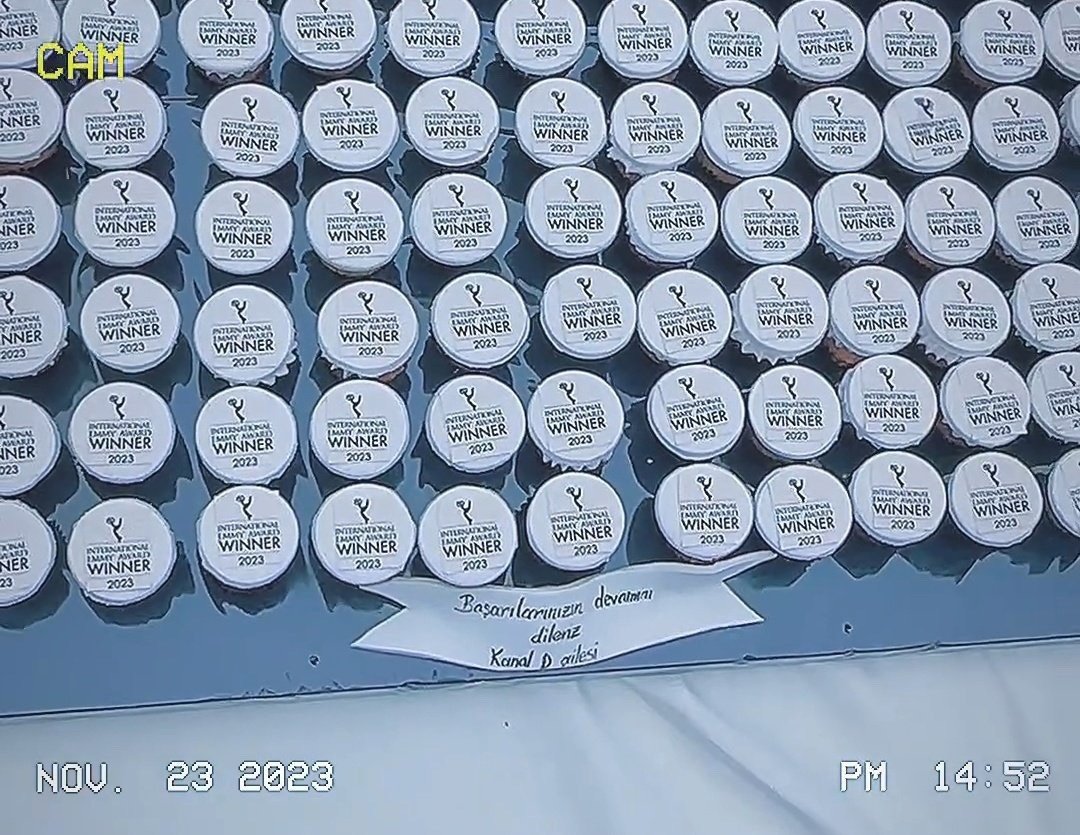 CAM
INTERNATIONAL
EMMY AWARD
WINNER
2023
Başarılarınızın devamını
dileriz
Kanal D ailesi
NOV. 23 2023
PM 14:52